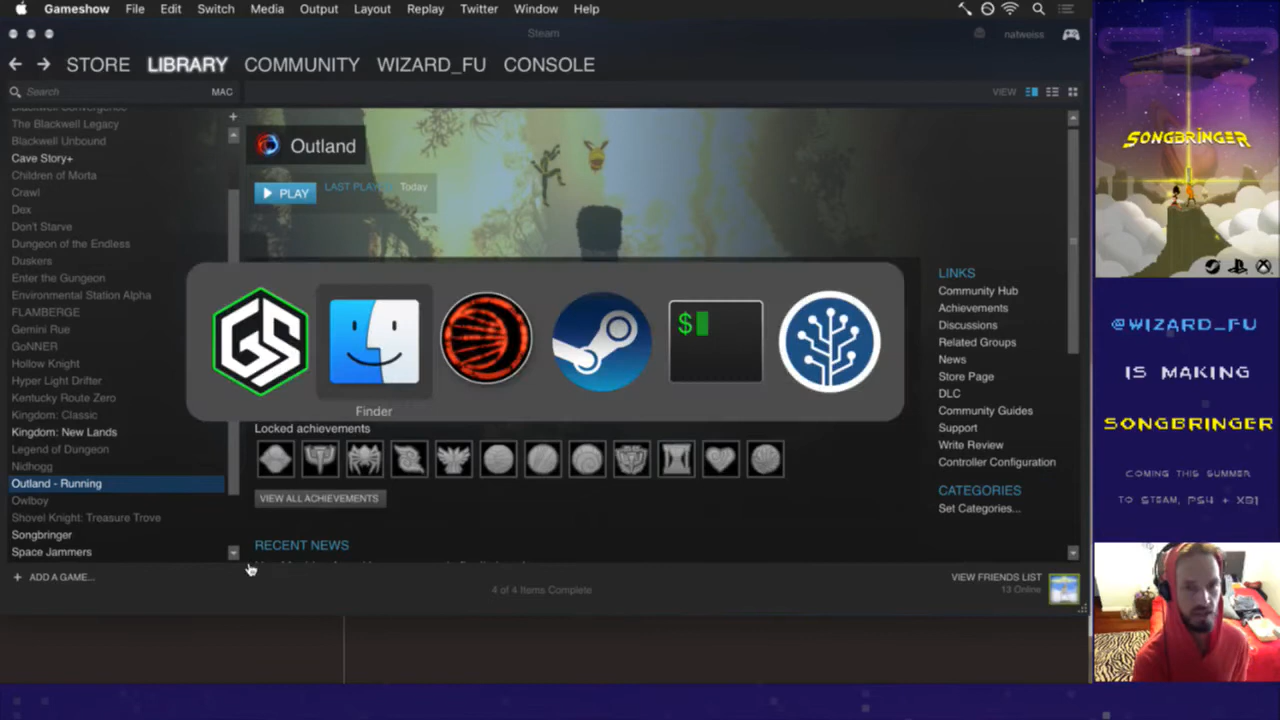 Gameshow File Edit Switch Media Output Layout Replay Twitter Window Help
Steam
natweiss
STORE LIBRARY COMMUNITY WIZARD_FU CONSOLE
Search MAC
VIEW
Blackwell Convergence
The Blackwell Legacy
Blackwell Unbound
Cave Story+
Children of Morta
Crawl
Dex
Don't Starve
Dungeon of the Endless
Duskers
Enter the Gungeon
Environmental Station Alpha
FLAMBERGE
Gemini Rue
GoNNER
Hollow Knight
Hyper Light Drifter
Kentucky Route Zero
Kingdom: Classic
Kingdom: New Lands
Legend of Dungeon
Nidhogg
Outland - Running
Owlboy
Shovel Knight: Treasure Trove
Songbringer
Space Jammers
+ ADD A GAME...
Outland
PLAY
Today
GS
$
Finder
Locked achievements
VIEW ALL ACHIEVEMENTS
RECENT NEWS
4 of 4 Items Complete
LINKS
Community Hub
Achievements
Discussions
Related Groups
News
Store Page
DLC
Community Guides
Support
Write Review
Controller Configuration
CATEGORIES
Set Categories...
VIEW FRIENDS LIST
13 Online
SONGBRINGER
@WIZARD_FU
IS MAKING
SONGBRINGER
COMING THIS SUMMER
TO STEAM, PS4 + XB1